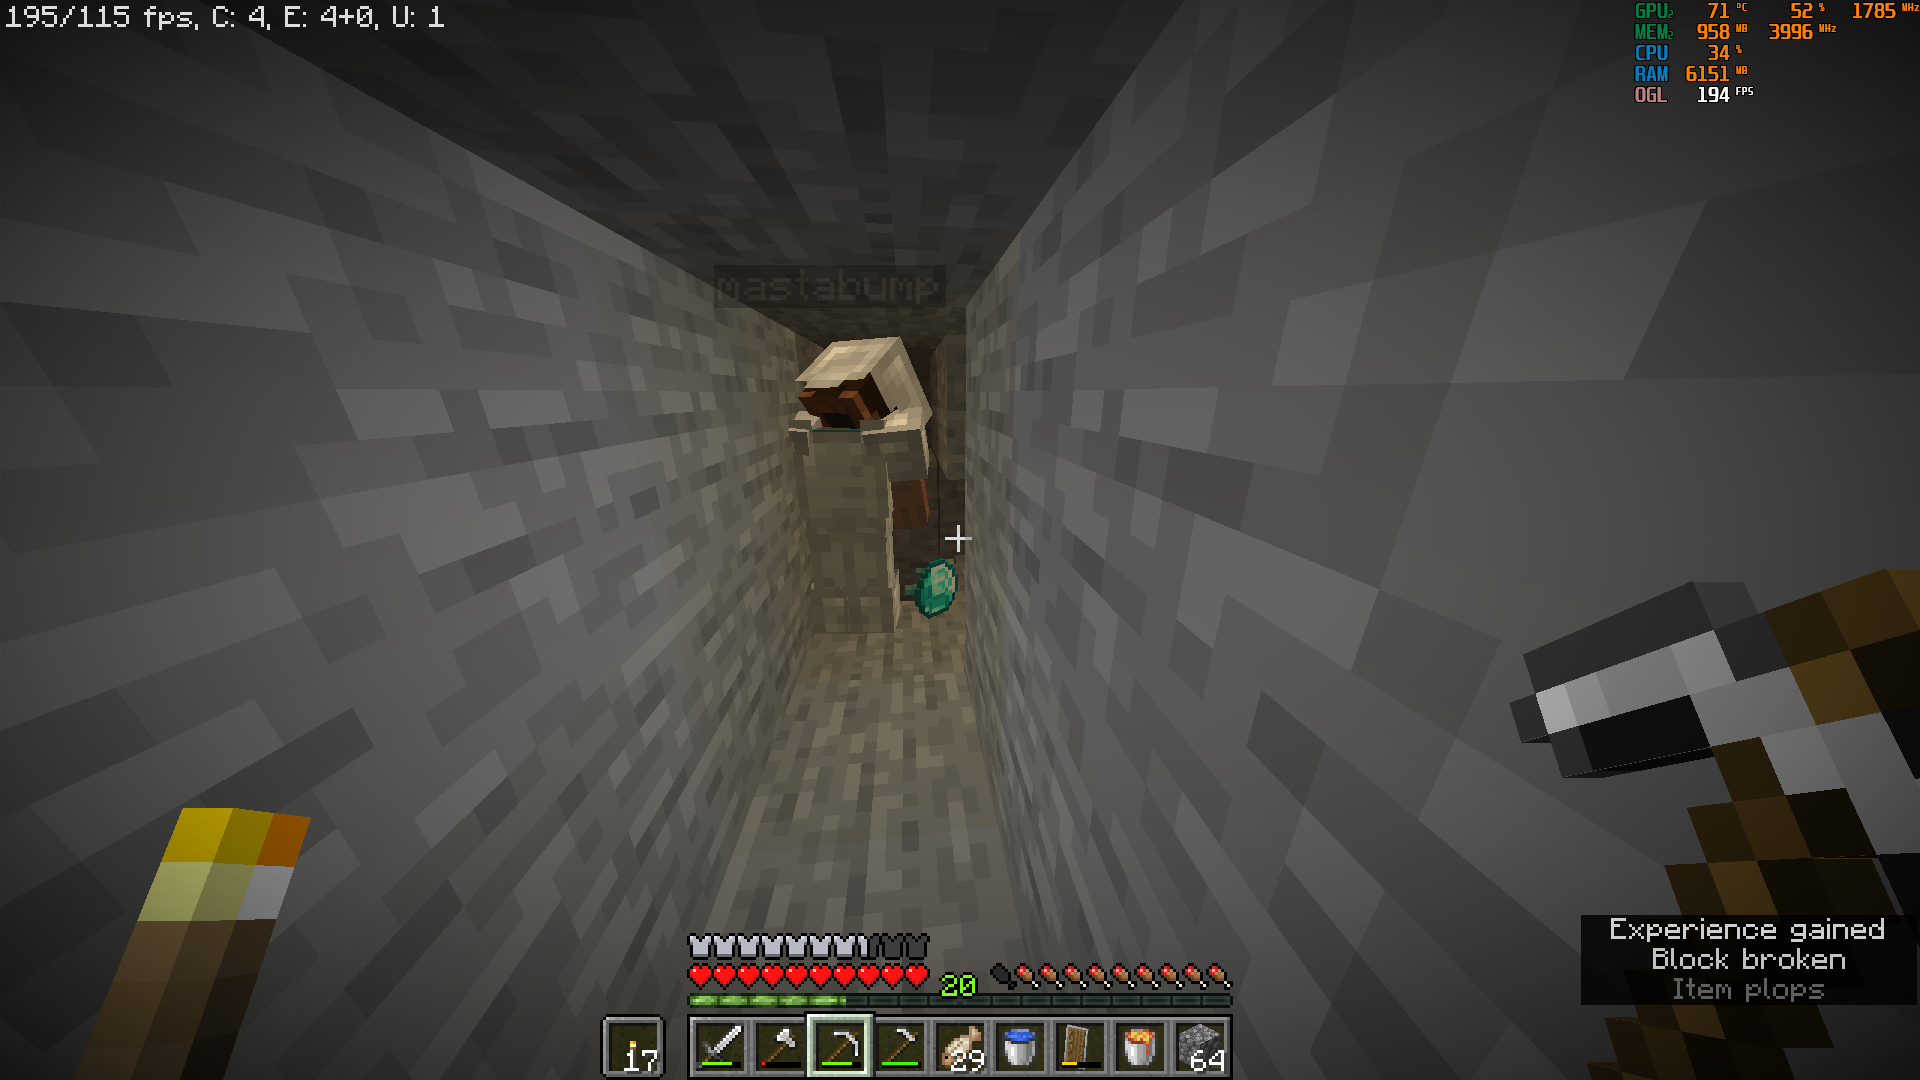 195/115 fps, C: 4, E: 4+0, U: 1
GPU2 71 °C 52 % 1785 MHz
MEM2 958 MB 3996 MHz
CPU 34 %
RAM 6151 MB
OGL 194 FPS
mastabump
Experience gained
Block broken
Item plops
20
17 29 64